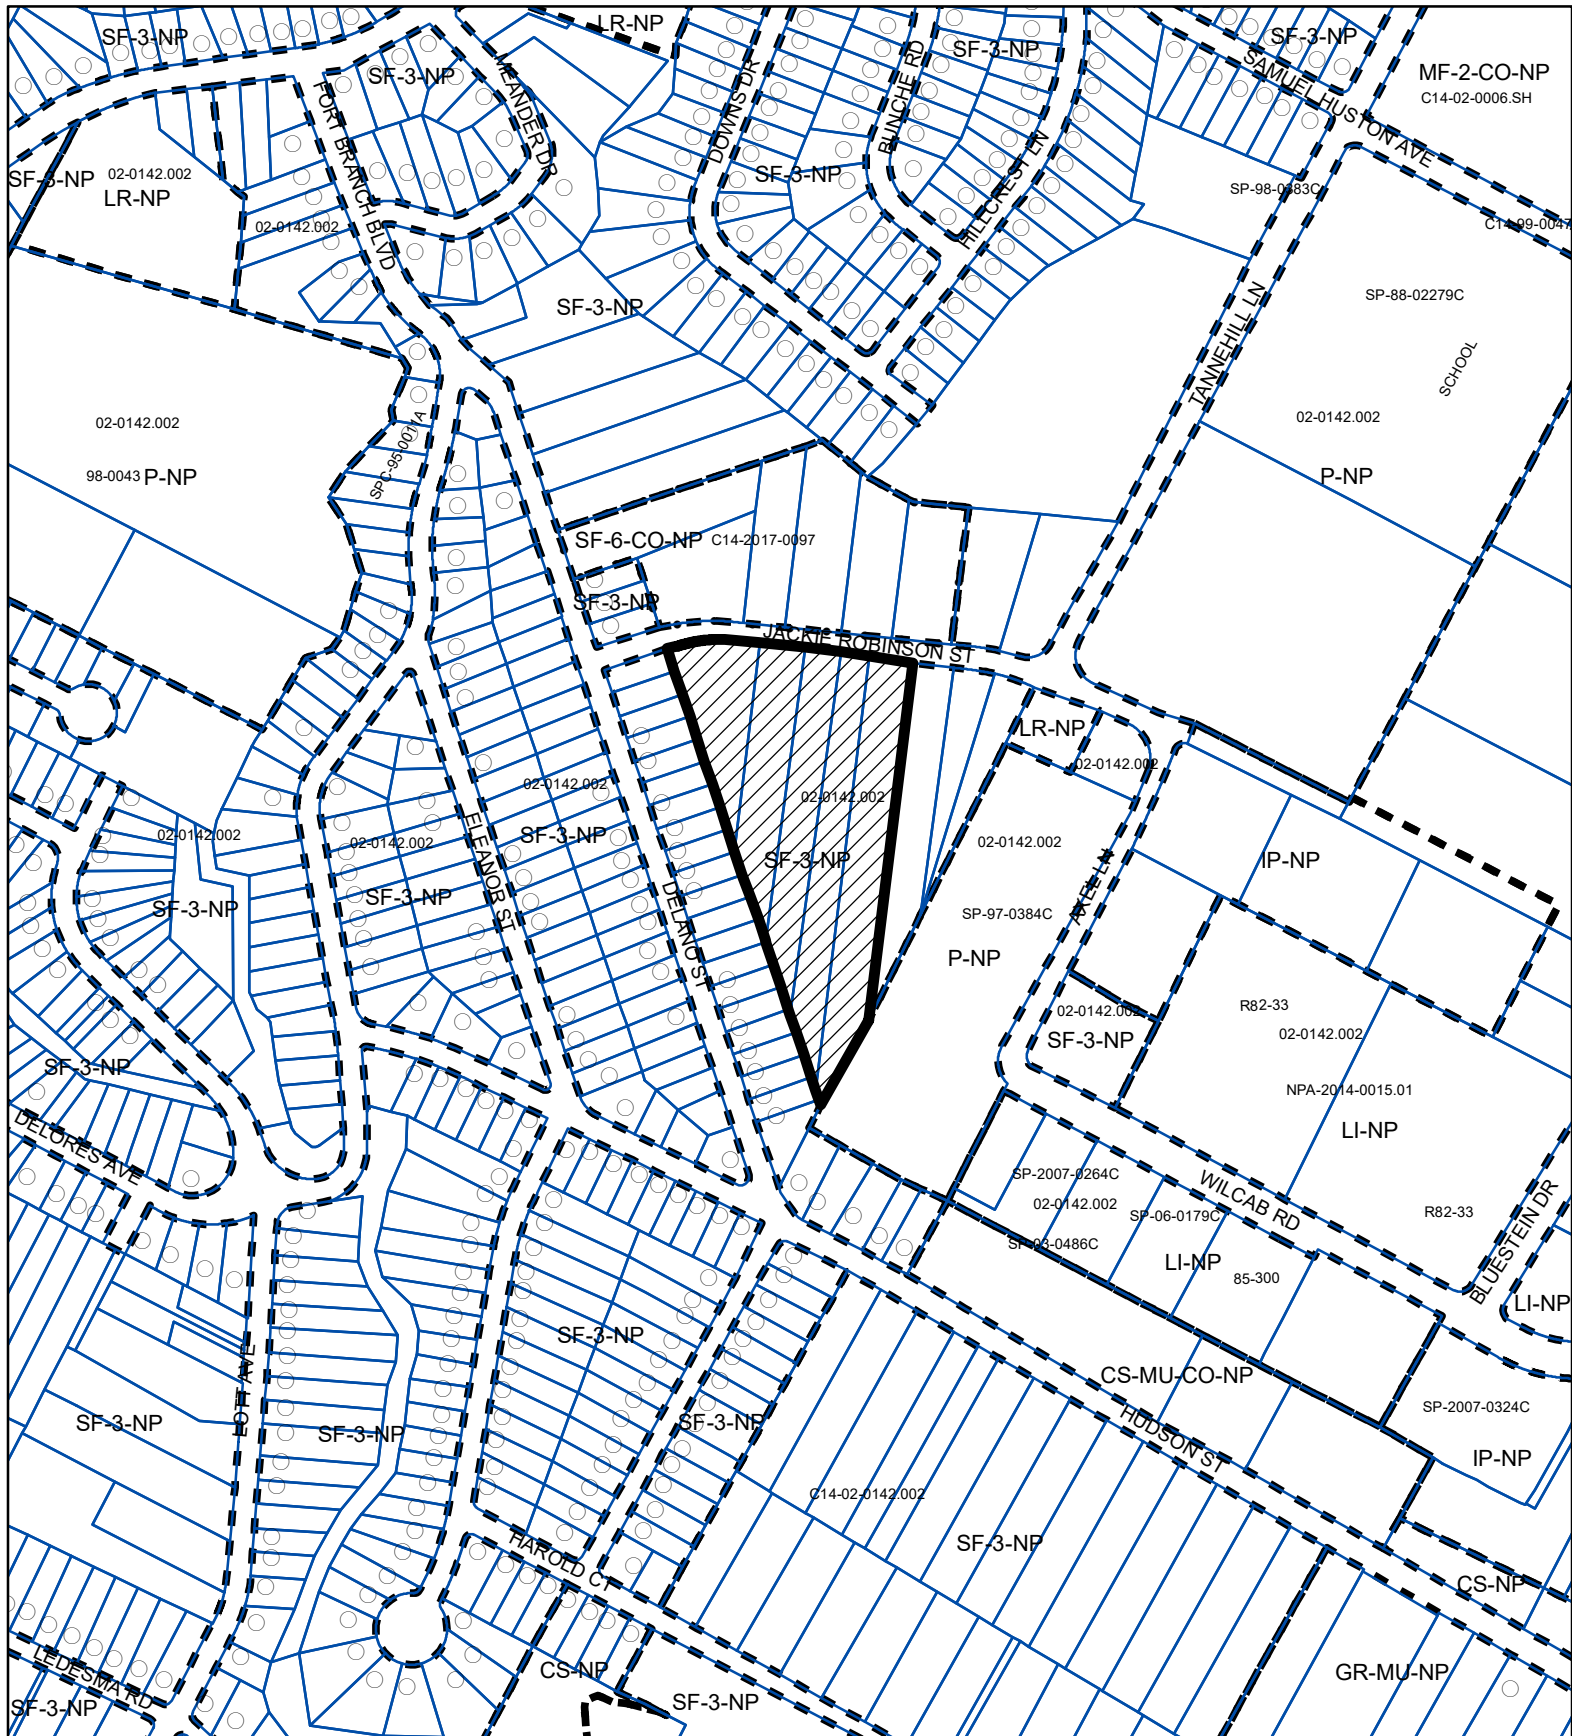 LR-NP
SF-3-NP
SF-3-NP
SF-3-NP
SF-3-NP
MF-2-CO-NP
C14-02-0006.SH
MEANDER DR
DOWNS DR
BUNCHE RD
SAMUEL HUSTON AVE
FORT BRANCH BLVD
HILLCREST LN
SF-3-NP
02-0142.002
LR-NP
SF-3-NP
SP-98-0383C
02-0142.002
C14-99-0047
SF-3-NP
SP-88-02279C
TANNEHILL LN
SCHOOL
02-0142.002
02-0142.002
SPC-95-0011A
98-0043
P-NP
P-NP
SF-6-CO-NP
C14-2017-0097
SF-3-NP
JACKIE ROBINSON ST
LR-NP
02-0142.002
02-0142.002
02-0142.002
02-0142.002
02-0142.002
02-0142.002
SF-3-NP
ELEANOR ST
SF-3-NP
IP-NP
SF-3-NP
SF-3-NP
DELANO ST
SP-97-0384C
AXEL LN
P-NP
R82-33
02-0142.002
02-0142.002
SF-3-NP
SF-3-NP
NPA-2014-0015.01
LI-NP
DELORES AVE
SP-2007-0264C
02-0142.002
WILCAB RD
SP-06-0179C
R82-33
BLUESTEIN DR
SP-03-0486C
LI-NP
85-300
LI-NP
SF-3-NP
LOTT AVE
CS-MU-CO-NP
SP-2007-0324C
SF-3-NP
SF-3-NP
SF-3-NP
HUDSON ST
IP-NP
C14-02-0142.002
SF-3-NP
HAROLD CT
CS-NP
LEDESMA RD
CS-NP
GR-MU-NP
SF-3-NP
SF-3-NP